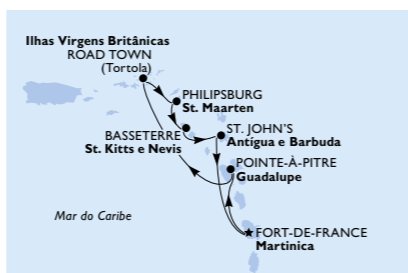 Ilhas Virgens Britânicas
ROAD TOWN
(Tortola)
PHILIPSBURG
St. Maarten
BASSETERRE
St. Kitts e Nevis
ST. JOHN'S
Antígua e Barbuda
POINTE-À-PITRE
Guadalupe
Mar do Caribe
FORT-DE-FRANCE
Martinica